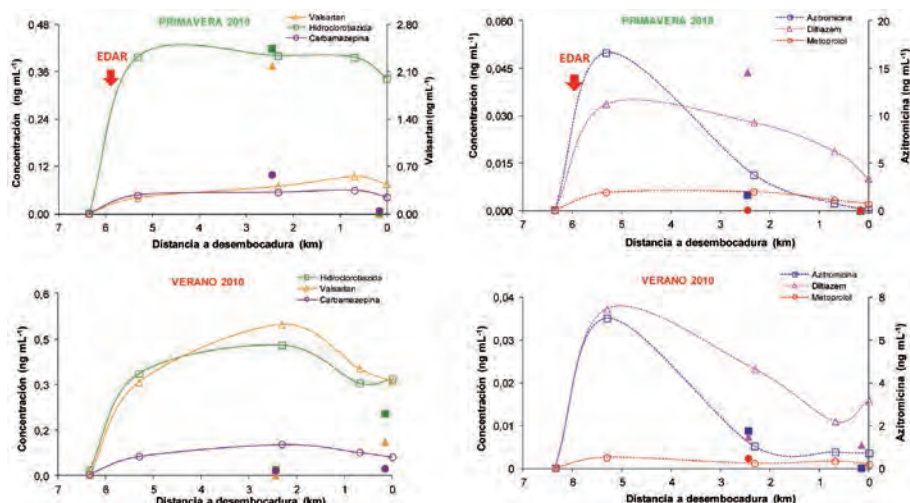 PRIMAVERA 2010
Valsartan
Hidroclorotiazida
Carbamazepina
EDAR
Concentración (ng mL-1)
Valsartan (ng mL-1)
0,48
0,36
0,24
0,12
0,00
2.80
2.10
1.40
0.70
0.00
7 6 5 4 3 2 1 0
Distancia a desembocadura (km)
PRIMAVERA 2010
Azitromicina
Diltiazem
Metoprolol
EDAR
Concentración (ng mL-1)
Azitromicina (ng mL-1)
0,060
0,045
0,030
0,015
0,000
20
15
10
5
0
7 6 5 4 3 2 1 0
Distancia a desembocadura (km)
VERANO 2010
Hidroclorotiazida
Valsartan
Carbamazepina
Concentración (ng mL-1)
0,6
0,5
0,3
0,2
0,0
7 6 5 4 3 2 1 0
Distancia a desembocadura (km)
VERANO 2010
Azitromicina
Diltiazem
Metoprolol
Concentración (ng mL-1)
Azitromicina (ng mL-1)
0,04
0,03
0,02
0,01
0
8
6
4
2
0
7 6 5 4 3 2 1 0
Distancia a desembocadura (km)